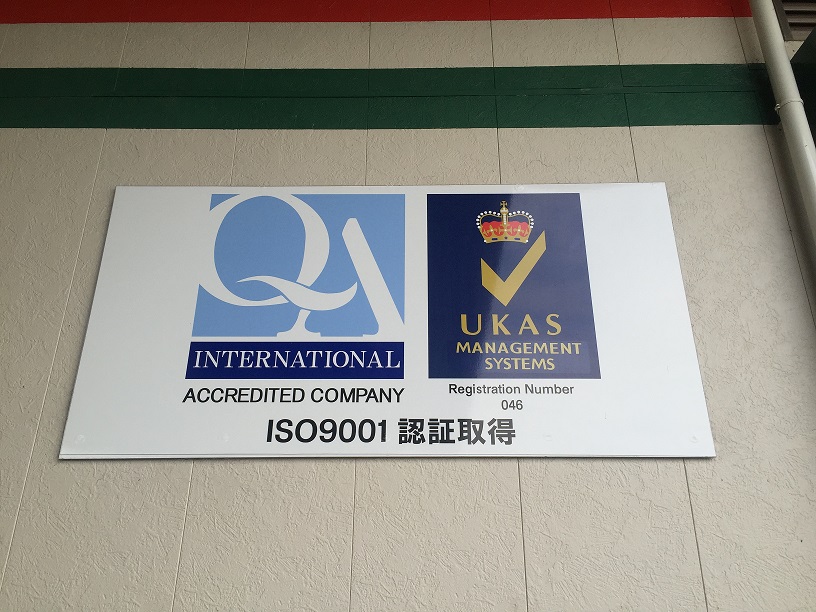 QA
INTERNATIONAL
ACCREDITED COMPANY
UKAS
MANAGEMENT
SYSTEMS
Registration Number
046
ISO9001 認証取得